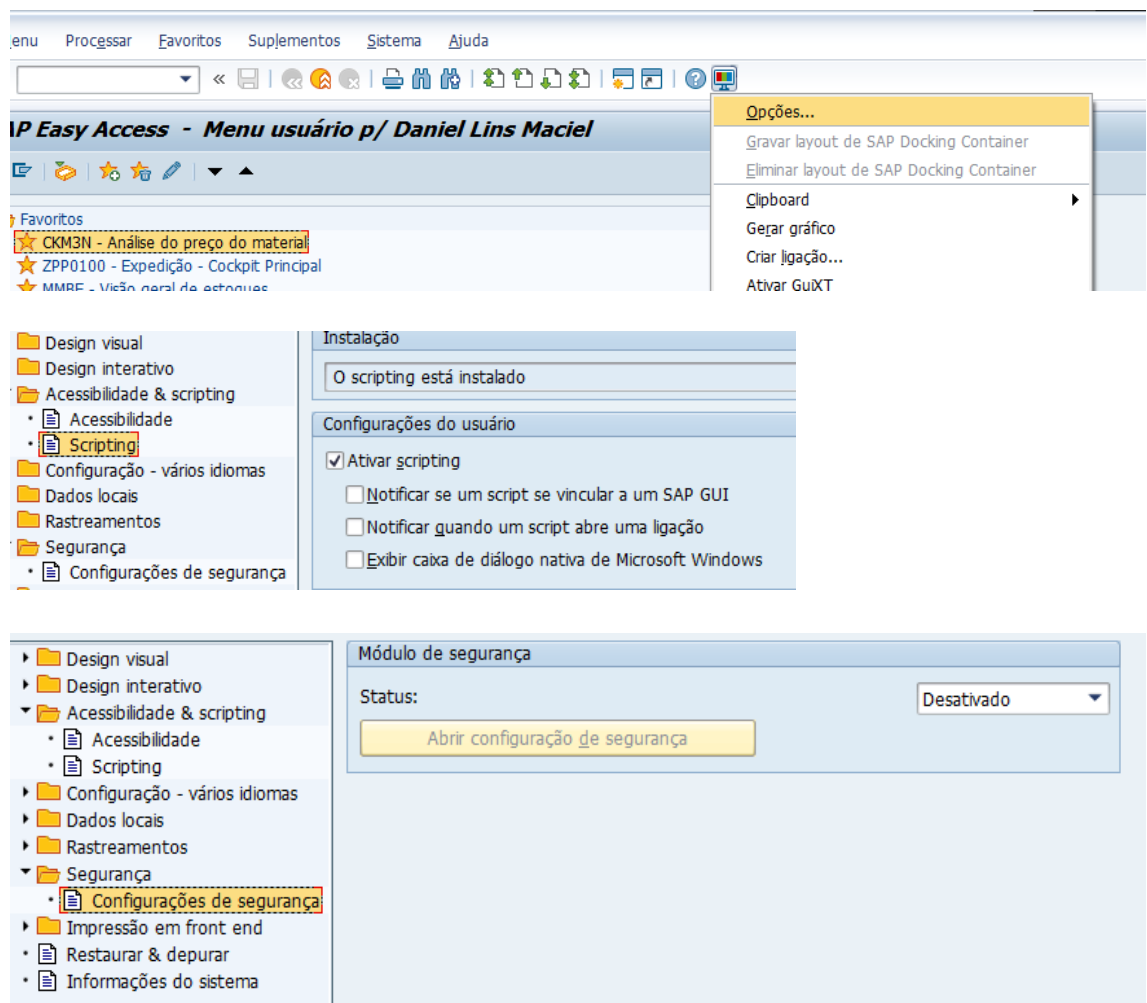 enu Processar Favoritos Suplementos Sistema Ajuda
Opções...
AP Easy Access - Menu usuário p/ Daniel Lins Maciel
Gravar layout de SAP Docking Container
Eliminar layout de SAP Docking Container
Clipboard
Gerar gráfico
Criar ligação...
Ativar GuiXT
Favoritos
CKM3N - Análise do preço do material
ZPP0100 - Expedição - Cockpit Principal
MMBE - Visão geral de estoques
Design visual
Design interativo
Acessibilidade & scripting
Acessibilidade
Scripting
Configuração - vários idiomas
Dados locais
Rastreamentos
Segurança
Configurações de segurança
Instalação
O scripting está instalado
Configurações do usuário
Ativar scripting
Notificar se um script se vincular a um SAP GUI
Notificar quando um script abre uma ligação
Exibir caixa de diálogo nativa de Microsoft Windows
Design visual
Design interativo
Acessibilidade & scripting
Acessibilidade
Scripting
Configuração - vários idiomas
Dados locais
Rastreamentos
Segurança
Configurações de segurança
Impressão em front end
Restaurar & depurar
Informações do sistema
Módulo de segurança
Status:
Desativado
Abrir configuração de segurança